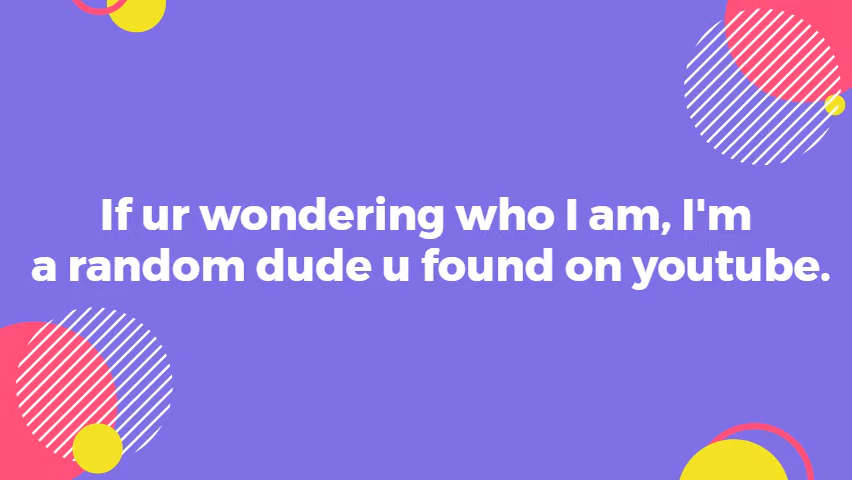 If ur wondering who I am, I'm
a random dude u found on youtube.